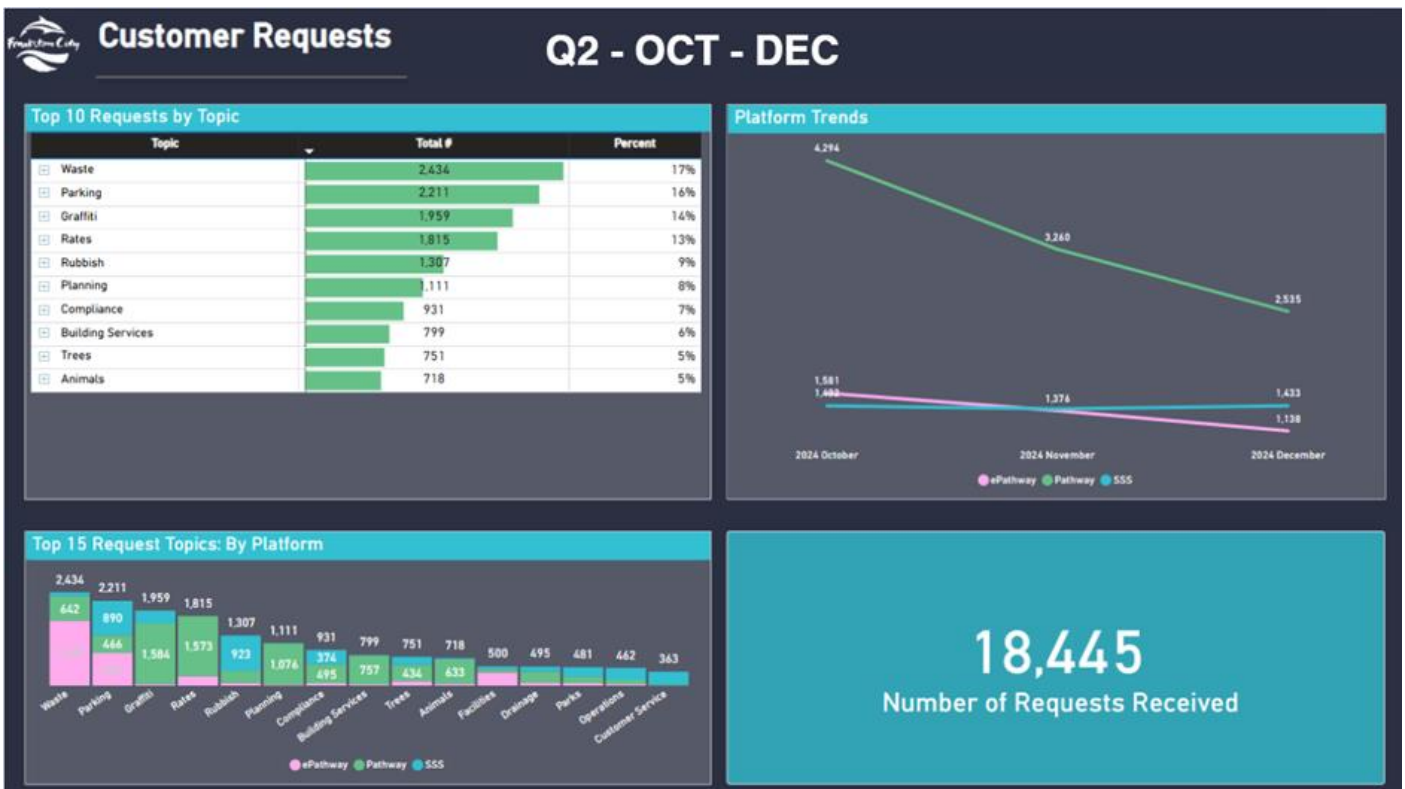 Frankston City
Customer Requests
Q2 - OCT - DEC
Top 10 Requests by Topic
Topic Total # Percent
Waste 2,434 17%
Parking 2,211 16%
Graffiti 1,959 14%
Rates 1,815 13%
Rubbish 1,307 9%
Planning 1,111 8%
Compliance 931 7%
Building Services 799 6%
Trees 751 5%
Animals 718 5%
Platform Trends
4,294
3,260
2,535
1,581
1,376
1,433
1,138
2024 October 2024 November 2024 December
ePathway Pathway SSS
Top 15 Request Topics: By Platform
2,434 2,211 1,959 1,815 1,307 1,111 931 799 751 718 500 495 481 462 363
642 890 466 1,584 1,573 923 1,076 374 495 757 434 633
Waste Parking Graffiti Rates Rubbish Planning Compliance Building Services Trees Animals Facilities Drainage Parks Operations Customer Service
ePathway Pathway SSS
18,445
Number of Requests Received